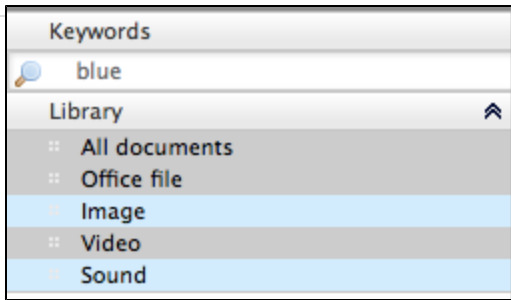 Keywords
blue
Library
All documents
Office file
Image
Video
Sound